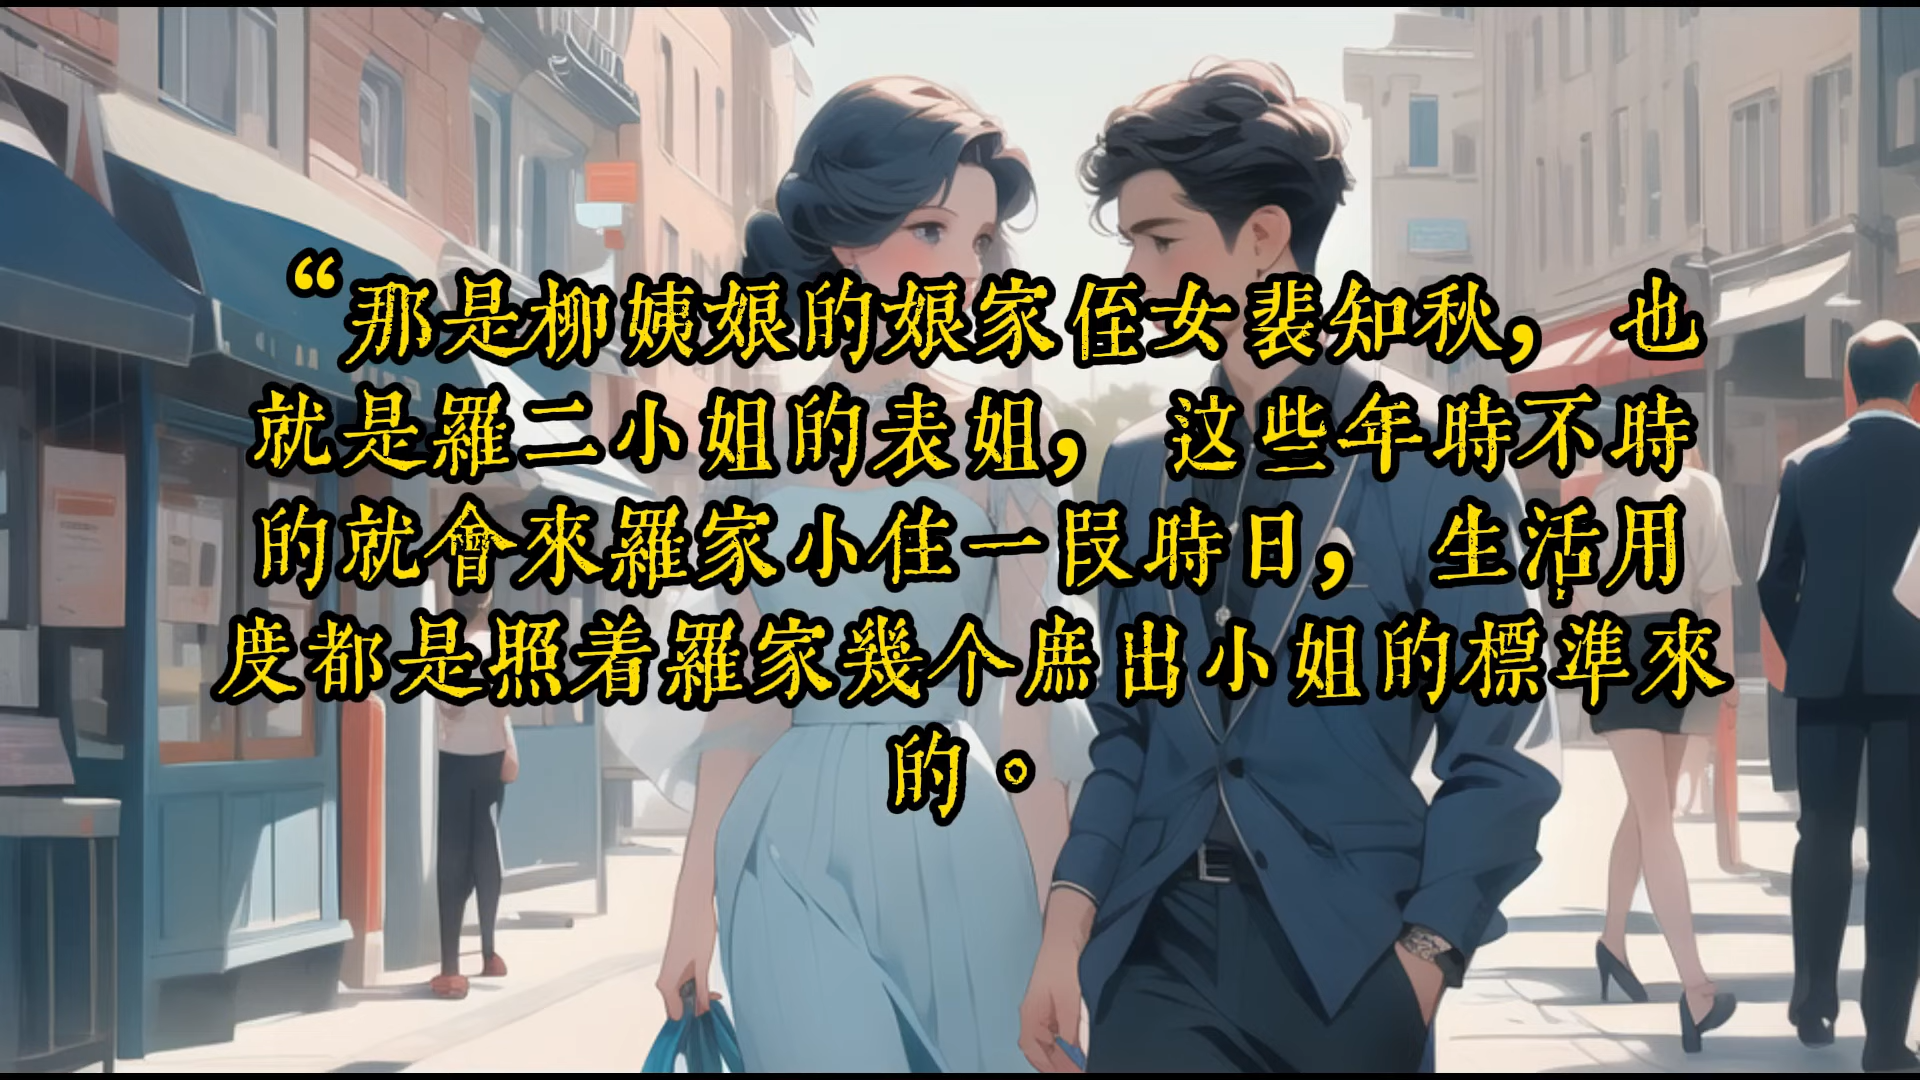 “那是柳姨娘的娘家侄女裴知秋，也
就是羅二小姐的表姐，这些年時不時
的就會來羅家小住一段時日，生活用
度都是照着羅家幾个庶出小姐的標準來
的。